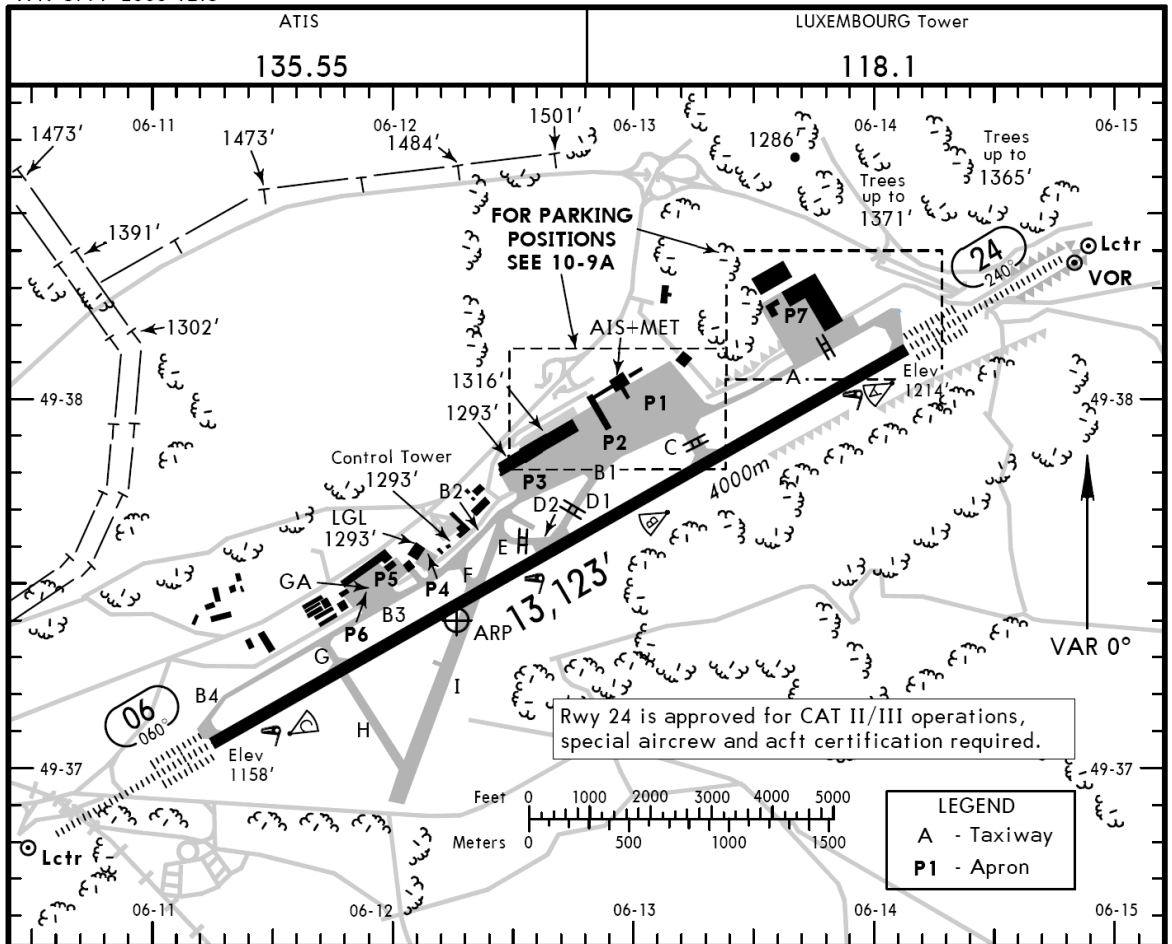 ATIS
135.55
LUXEMBOURG Tower
118.1
06-11
06-12
06-13
06-14
06-15
1473'
1473'
1484'
1501'
1286
Trees
up to
1365'
Trees
up to
1371'
1391'
FOR PARKING
POSITIONS
SEE 10-9A
24
240°
Lctr
VOR
1302'
AIS+MET
P7
A
Elev
1214'
49-38
49-38
1316'
1293'
P1
P2
C
P3
B1
4000m
Control Tower
1293'
B2
D2
D1
B
A
LGL
1293'
E
GA
P5
P4
F
13,123'
B3
P6
ARP
G
I
VAR 0°
B4
06
060°
H
C
Elev
1158'
Rwy 24 is approved for CAT II/III operations,
special aircrew and acft certification required.
49-37
49-37
Feet 0 1000 2000 3000 4000 5000
Meters 0 500 1000 1500
LEGEND
A - Taxiway
P1 - Apron
Lctr
06-11
06-12
06-13
06-14
06-15